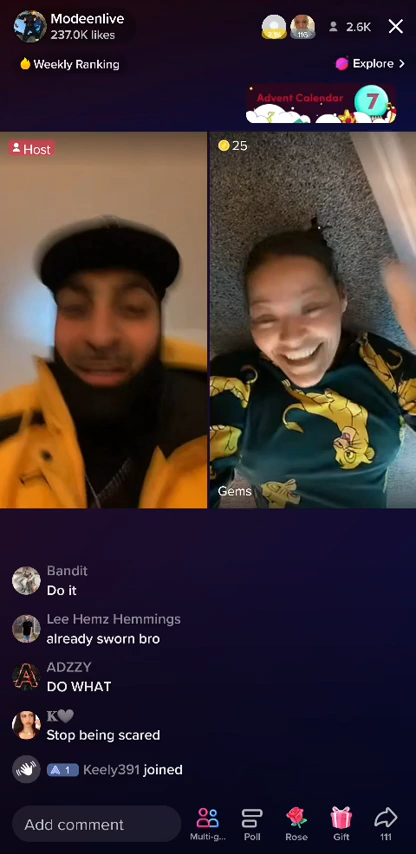 Modeenlive
237.0K likes
2.6K
Weekly Ranking
Explore
Advent Calendar
7
Host
25
Gems
Bandit
Do it
Lee Hemz Hemmings
already sworn bro
ADZZY
DO WHAT
K🖤
Stop being scared
1 Keely391 joined
Add comment
Multi-g...
Poll
Rose
Gift
111